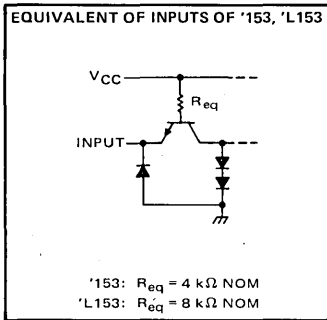 EQUIVALENT OF INPUTS OF '153, 'L153
VCC
Req
INPUT
'153: Req = 4 kΩ NOM
'L153: Req = 8 kΩ NOM